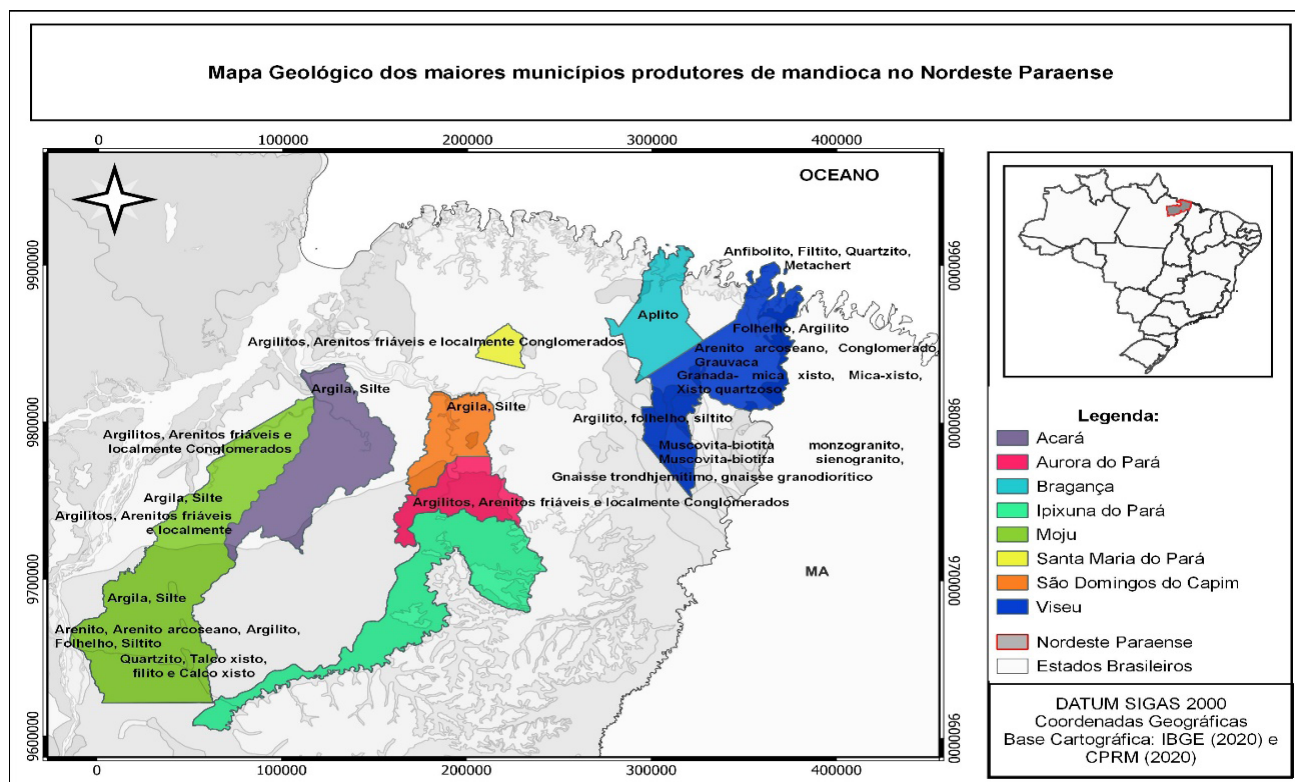 Mapa Geológico dos maiores municípios produtores de mandioca no Nordeste Paraense
0 100000 200000 300000 400000
OCEANO
9900000
9900000
Anfibolito, Filtito, Quartzito,
Metachert
Aplito
Folhelho, Argilito
Argilitos, Arenitos friáveis e localmente Conglomerados
Arenito arcoseano, Conglomerado,
Grauvaca
Granada- mica xisto, Mica-xisto,
Xisto quartzoso
Argila, Silte
Argila, Silte
9800000
9800000
Argilito, folhelho, siltito
Argilitos, Arenitos friáveis e
localmente Conglomerados
Muscovita-biotita monzogranito,
Muscovita-biotita sienogranito,
Gnaisse trondhjemitimo, gnaisse granodiorítico
Argila, Silte
Argilitos, Arenitos friáveis e localmente Conglomerados
Argilitos, Arenitos friáveis
e localmente
MA
9700000
9700000
Argila, Silte
Arenito, Arenito arcoseano, Argilito,
Folhelho, Siltito
Quartzito, Talco xisto,
filito e Calco xisto
9600000
9600000
0 100000 200000 300000 400000
Legenda:
Acará
Aurora do Pará
Bragança
Ipixuna do Pará
Moju
Santa Maria do Pará
São Domingos do Capim
Viseu
Nordeste Paraense
Estados Brasileiros
DATUM SIGAS 2000
Coordenadas Geográficas
Base Cartográfica: IBGE (2020) e
CPRM (2020)